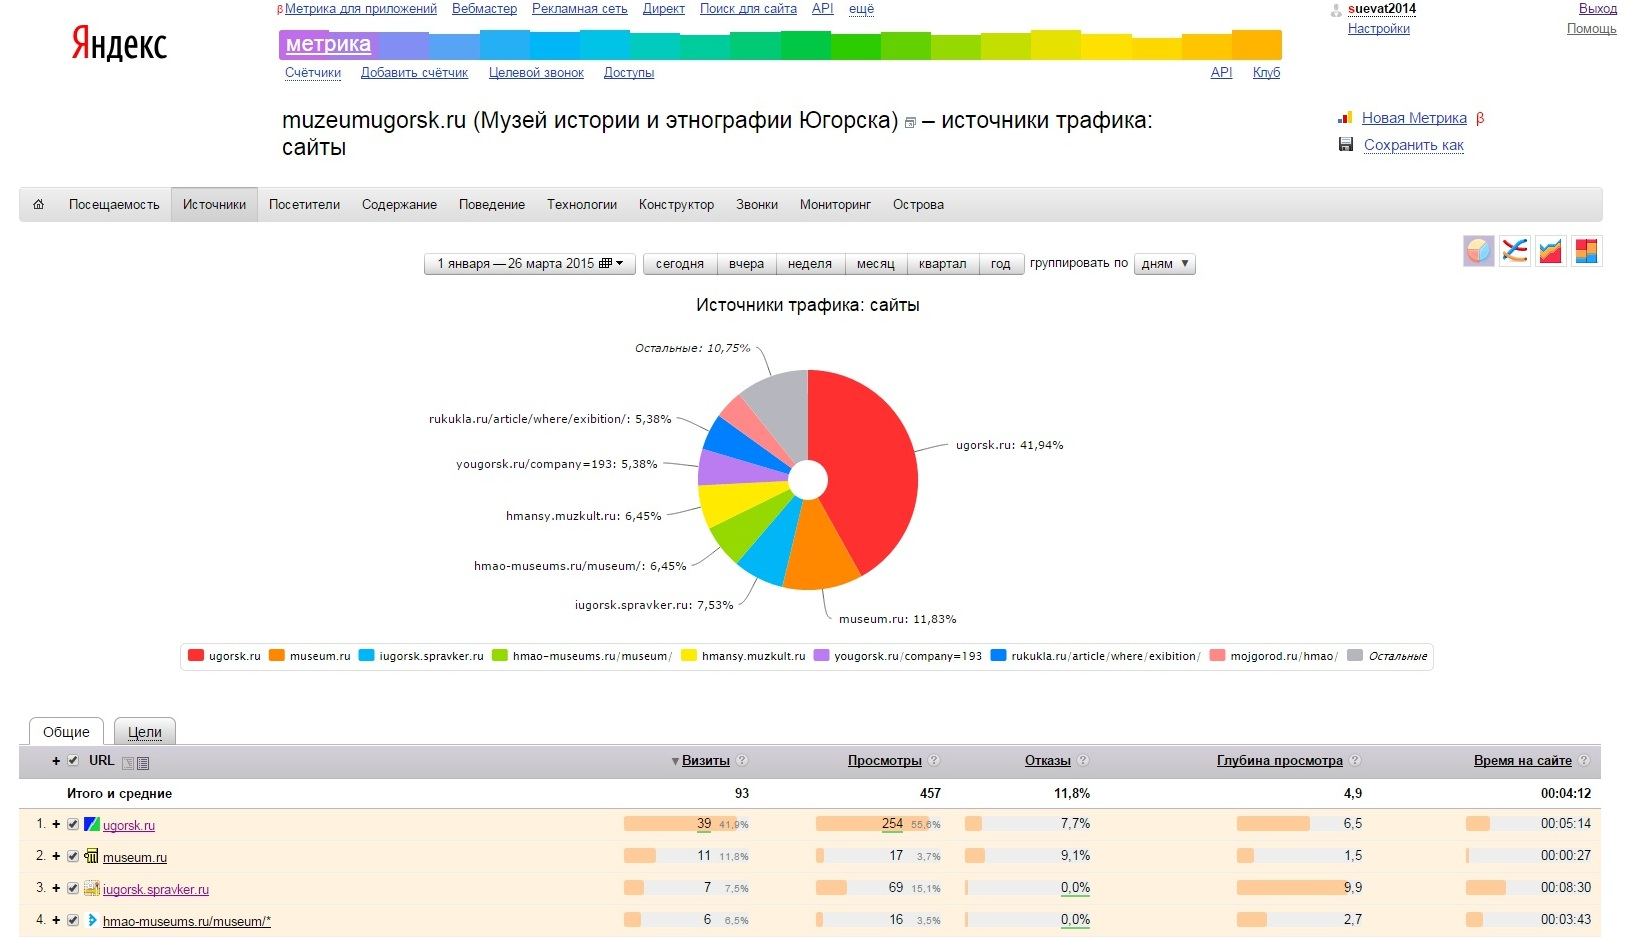 β Метрика для приложений Вебмастер Рекламная сеть Директ Поиск для сайта API ещё suevat2014 Выход
Настройки Помощь
Яндекс
метрика
Счётчики Добавить счётчик Целевой звонок Доступы API Клуб
muzeumugorsk.ru (Музей истории и этнографии Югорска) – источники трафика:
сайты
Новая Метрика β
Сохранить как
Посещаемость Источники Посетители Содержание Поведение Технологии Конструктор Звонки Мониторинг Острова
1 января — 26 марта 2015 сегодня вчера неделя месяц квартал год группировать по дням ▼
Источники трафика: сайты
Остальные: 10,75%
rukukla.ru/article/where/exibition/: 5,38%
ugorsk.ru: 41,94%
yougorsk.ru/company=193: 5,38%
hmansy.muzkult.ru: 6,45%
hmao-museums.ru/museum/: 6,45%
iugorsk.spravker.ru: 7,53%
museum.ru: 11,83%
ugorsk.ru museum.ru iugorsk.spravker.ru hmao-museums.ru/museum/ hmansy.muzkult.ru yougorsk.ru/company=193 rukukla.ru/article/where/exibition/ mojgorod.ru/hmao/ Остальные
Общие Цели
+ URL ▼ Визиты ? Просмотры ? Отказы ? Глубина просмотра ? Время на сайте ?
Итого и средние 93 457 11,8% 4,9 00:04:12
1. + ugorsk.ru 39 41,9% 254 55,6% 7,7% 6,5 00:05:14
2. + museum.ru 11 11,8% 17 3,7% 9,1% 1,5 00:00:27
3. + iugorsk.spravker.ru 7 7,5% 69 15,1% 0,0% 9,9 00:08:30
4. + hmao-museums.ru/museum/* 6 6,5% 16 3,5% 0,0% 2,7 00:03:43